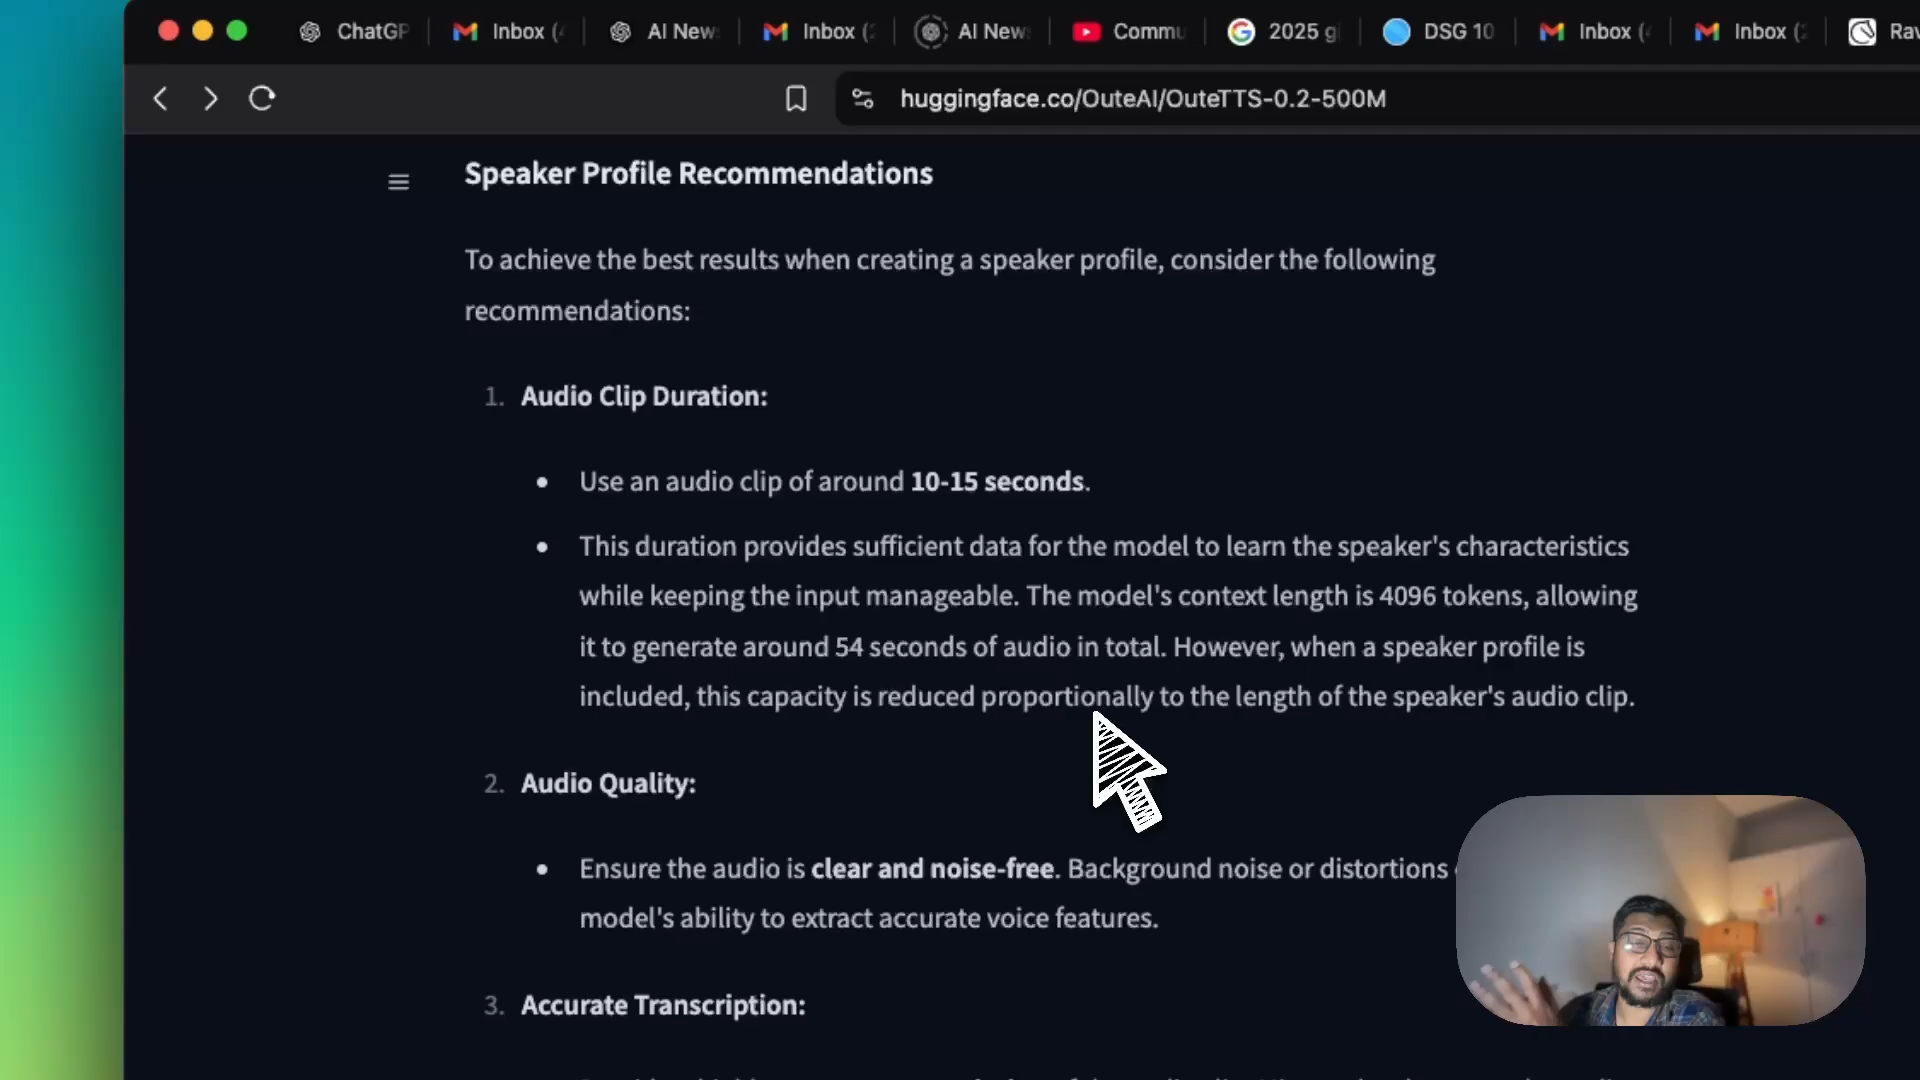 ChatGP
Inbox (
AI New
Inbox (
AI New
Commu
2025 g
DSG 10
Inbox (
Inbox (
Rav
huggingface.co/OuteAI/OuteTTS-0.2-500M
Speaker Profile Recommendations
To achieve the best results when creating a speaker profile, consider the following
recommendations:
1. Audio Clip Duration:
• Use an audio clip of around 10-15 seconds.
• This duration provides sufficient data for the model to learn the speaker's characteristics
while keeping the input manageable. The model's context length is 4096 tokens, allowing
it to generate around 54 seconds of audio in total. However, when a speaker profile is
included, this capacity is reduced proportionally to the length of the speaker's audio clip.
2. Audio Quality:
• Ensure the audio is clear and noise-free. Background noise or distortions
model's ability to extract accurate voice features.
3. Accurate Transcription: